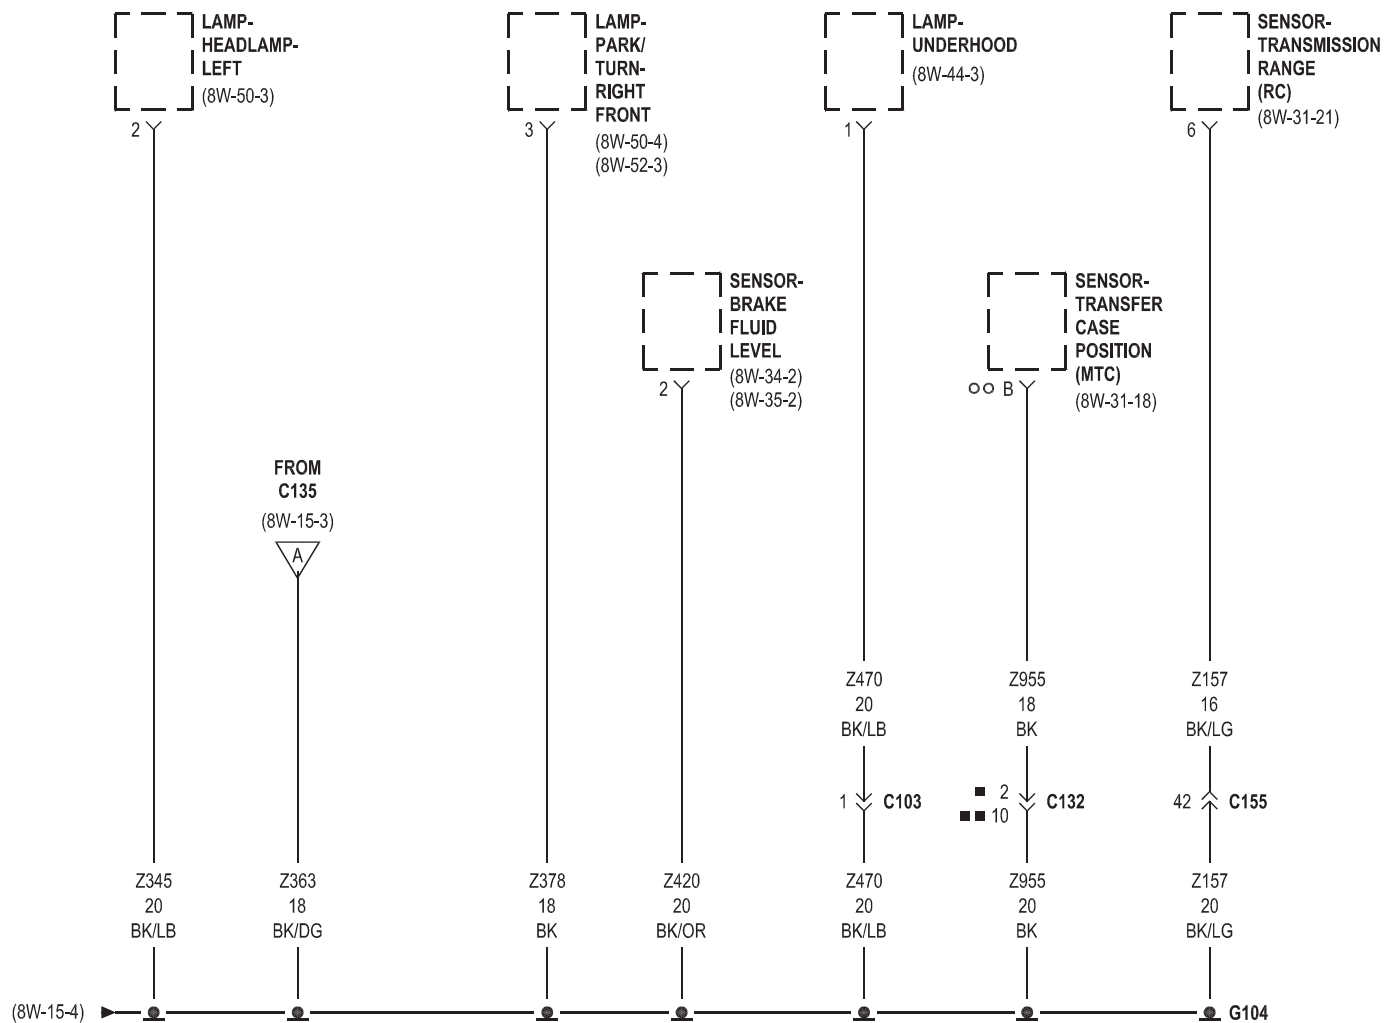 LAMP-
HEADLAMP-
LEFT
(8W-50-3)
2
LAMP-
PARK/
TURN-
RIGHT
FRONT
(8W-50-4)
(8W-52-3)
3
LAMP-
UNDERHOOD
(8W-44-3)
1
SENSOR-
TRANSMISSION
RANGE
(RC)
(8W-31-21)
6
SENSOR-
BRAKE
FLUID
LEVEL
(8W-34-2)
(8W-35-2)
2
SENSOR-
TRANSFER
CASE
POSITION
(MTC)
(8W-31-18)
B
FROM
C135
(8W-15-3)
A
Z470
20
BK/LB
Z955
18
BK
Z157
16
BK/LG
1 C103
2
10
C132
42 C155
Z345
20
BK/LB
Z363
18
BK/DG
Z378
18
BK
Z420
20
BK/OR
Z470
20
BK/LB
Z955
20
BK
Z157
20
BK/LG
(8W-15-4)
G104